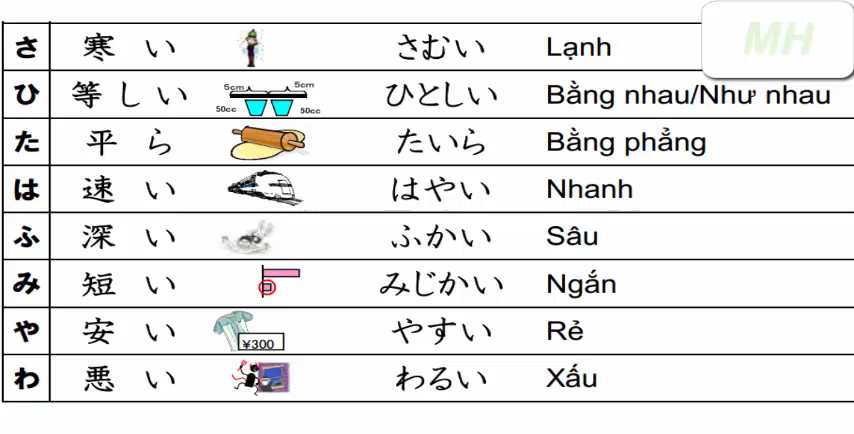 MH
さ 寒い さむい Lạnh
ひ 等しい 5cm 5cm 50cc 50cc ひとしい Bằng nhau/Như nhau
た 平ら たいら Bằng phẳng
は 速い はやい Nhanh
ふ 深い ふかい Sâu
み 短い みじかい Ngắn
や 安い ¥300 やすい Rẻ
わ 悪い わるい Xấu